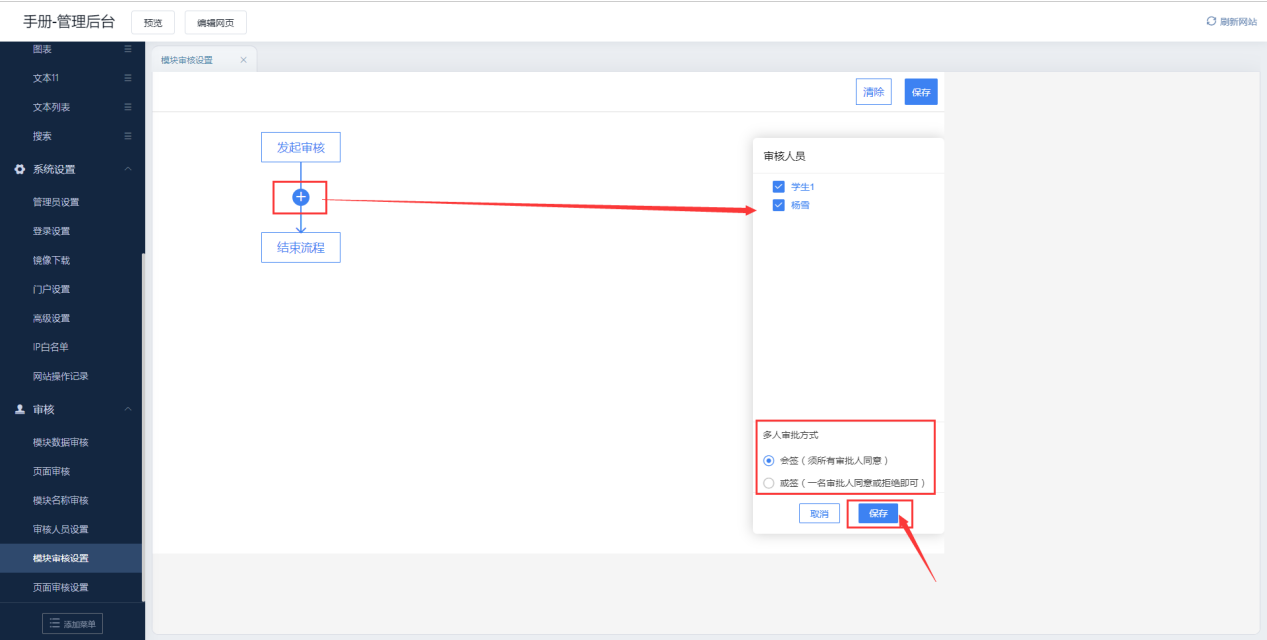 手册-管理后台
预览
编辑网页
刷新网站
图表
文本11
文本列表
搜索
系统设置
管理员设置
登录设置
镜像下载
门户设置
高级设置
IP白名单
网站操作记录
审核
模块数据审核
页面审核
模块名称审核
审核人员设置
模块审核设置
页面审核设置
添加菜单
模块审核设置
清除
保存
发起审核
结束流程
审核人员
学生1
杨雪
多人审批方式
会签（须所有审批人同意）
或签（一名审批人同意或拒绝即可）
取消
保存